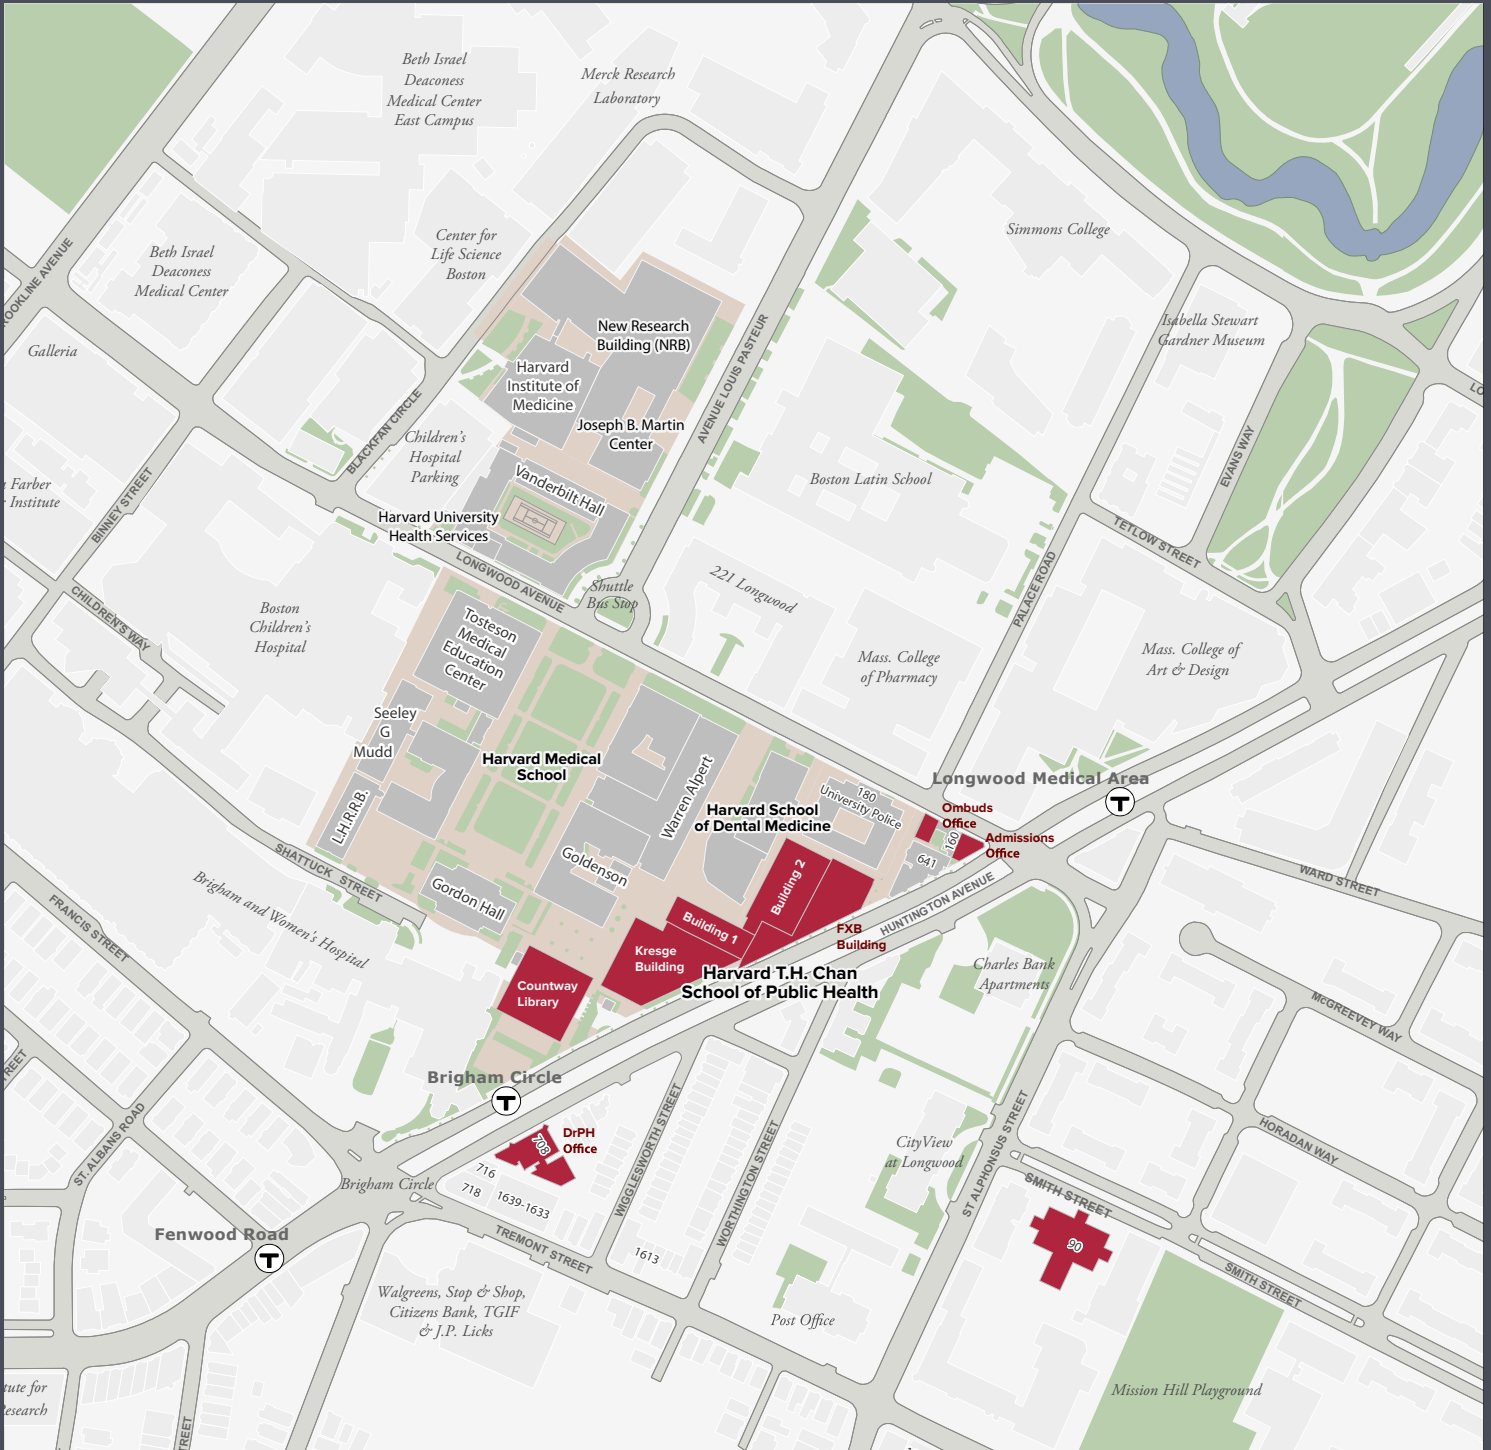 Beth Israel
Deaconess
Medical Center
East Campus
Merck Research
Laboratory
Simmons College
Center for
Life Science
Boston
Beth Israel
Deaconess
Medical Center
ROOKLINE AVENUE
Galleria
New Research
Building (NRB)
Isabella Stewart
Gardner Museum
Harvard
Institute of
Medicine
AVENUE LOUIS PASTEUR
Joseph B. Martin
Center
BLACKFAN CIRCLE
Children's
Hospital
Parking
EVANS WAY
Boston Latin School
Farber
Institute
BINNEY STREET
Vanderbilt Hall
Harvard University
Health Services
TETLOW STREET
LONGWOOD AVENUE
Shuttle
Bus Stop
221 Longwood
PALACE ROAD
CHILDREN'S WAY
Boston
Children's
Hospital
Tosteson
Medical
Education
Center
Mass. College
of Pharmacy
Mass. College of
Art & Design
Seeley
G
Mudd
Harvard Medical
School
Warren Alpert
Longwood Medical Area
T
L.H.R.R.B.
180
University Police
Harvard School
of Dental Medicine
Ombuds
Office
160
Admissions
Office
641
SHATTUCK STREET
Goldenson
Gordon Hall
Building 2
WARD STREET
HUNTINGTON AVENUE
Brigham and Women's Hospital
FRANCIS STREET
Building 1
FXB
Building
Kresge
Building
Harvard T.H. Chan
School of Public Health
Charles Bank
Apartments
Countway
Library
McGREEVEY WAY
Brigham Circle
T
DrPH
Office
708
REET
ST. ALBANS ROAD
WIGGLESWORTH STREET
WORTHINGTON STREET
CityView
at Longwood
ST ALPHONSUS STREET
HORADAN WAY
716
718
1639-1633
Brigham Circle
SMITH STREET
Fenwood Road
T
TREMONT STREET
1613
90
SMITH STREET
Walgreens, Stop & Shop,
Citizens Bank, TGIF
& J.P. Licks
Post Office
Mission Hill Playground
tute for
esearch
REET